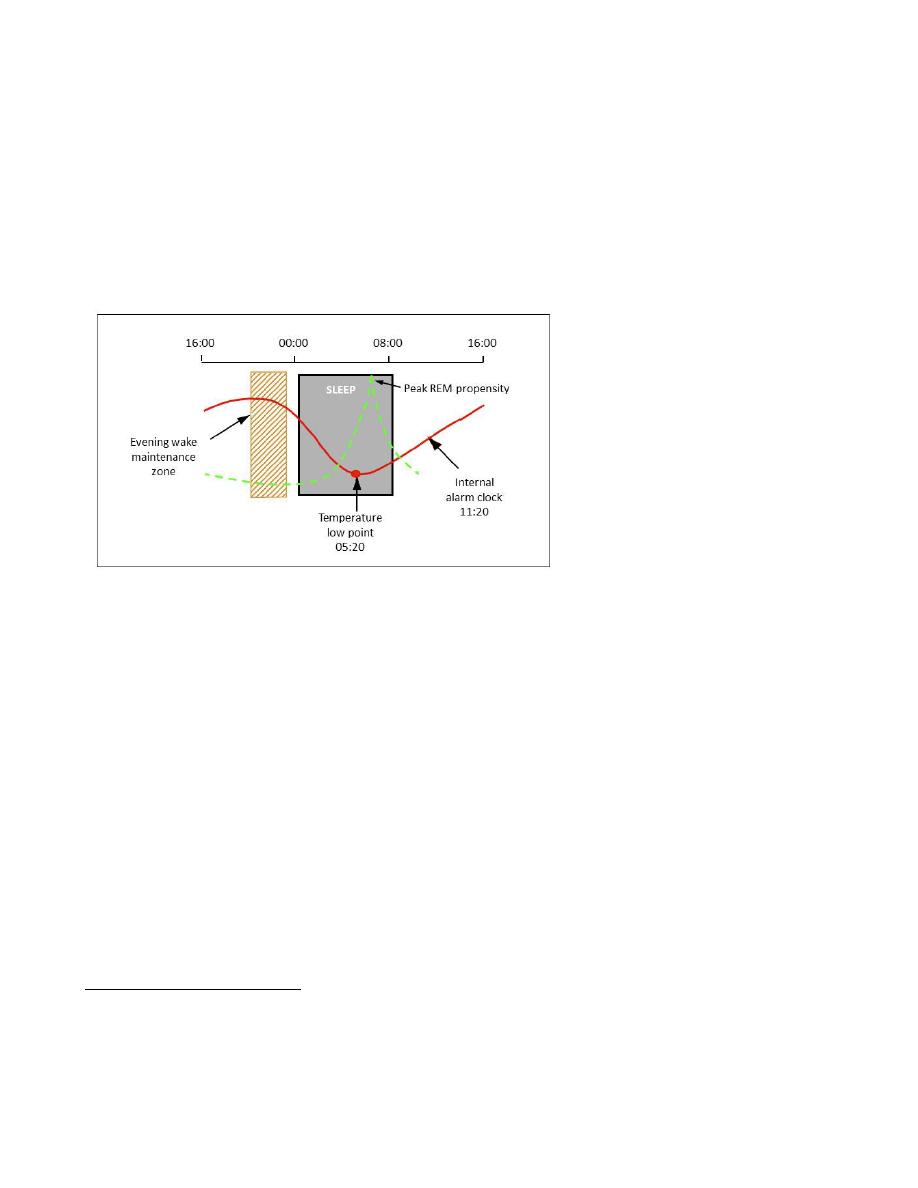 16:00 00:00 08:00 16:00
SLEEP
Peak REM propensity
Evening wake
maintenance
zone
Internal
alarm clock
11:20
Temperature
low point
05:20